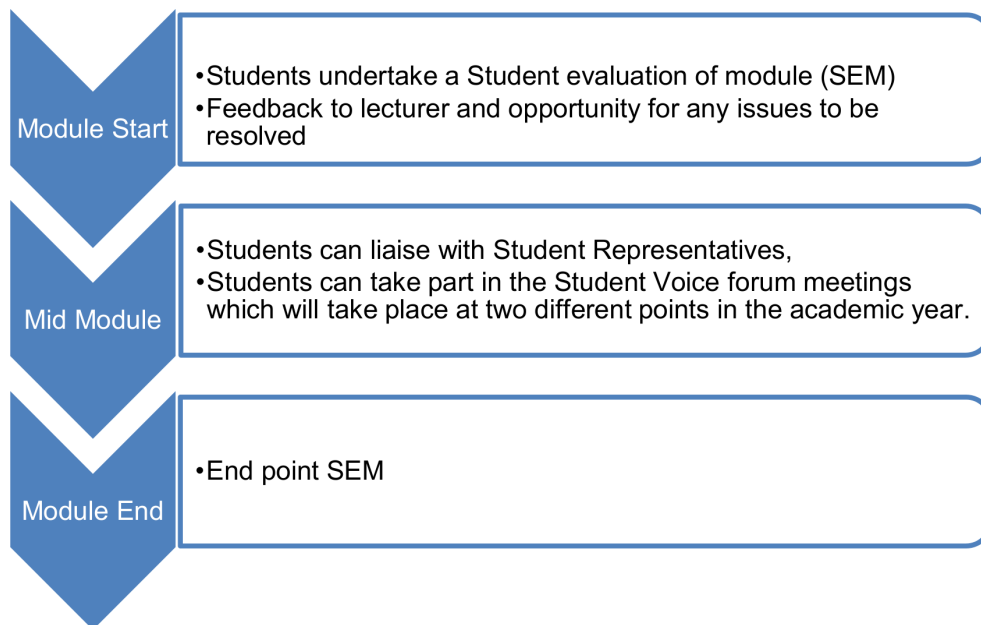 Module Start
•Students undertake a Student evaluation of module (SEM)
•Feedback to lecturer and opportunity for any issues to be
resolved
Mid Module
•Students can liaise with Student Representatives,
•Students can take part in the Student Voice forum meetings
which will take place at two different points in the academic year.
Module End
•End point SEM